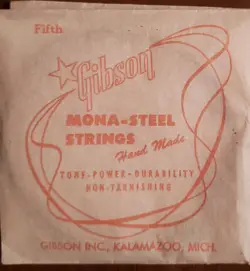 Fifth
Gibson
MONA-STEEL
STRINGS
Hand Made
TONE-POWER-DURABILITY
NON-TARNISHING
GIBSON INC., KALAMAZOO, MICH.